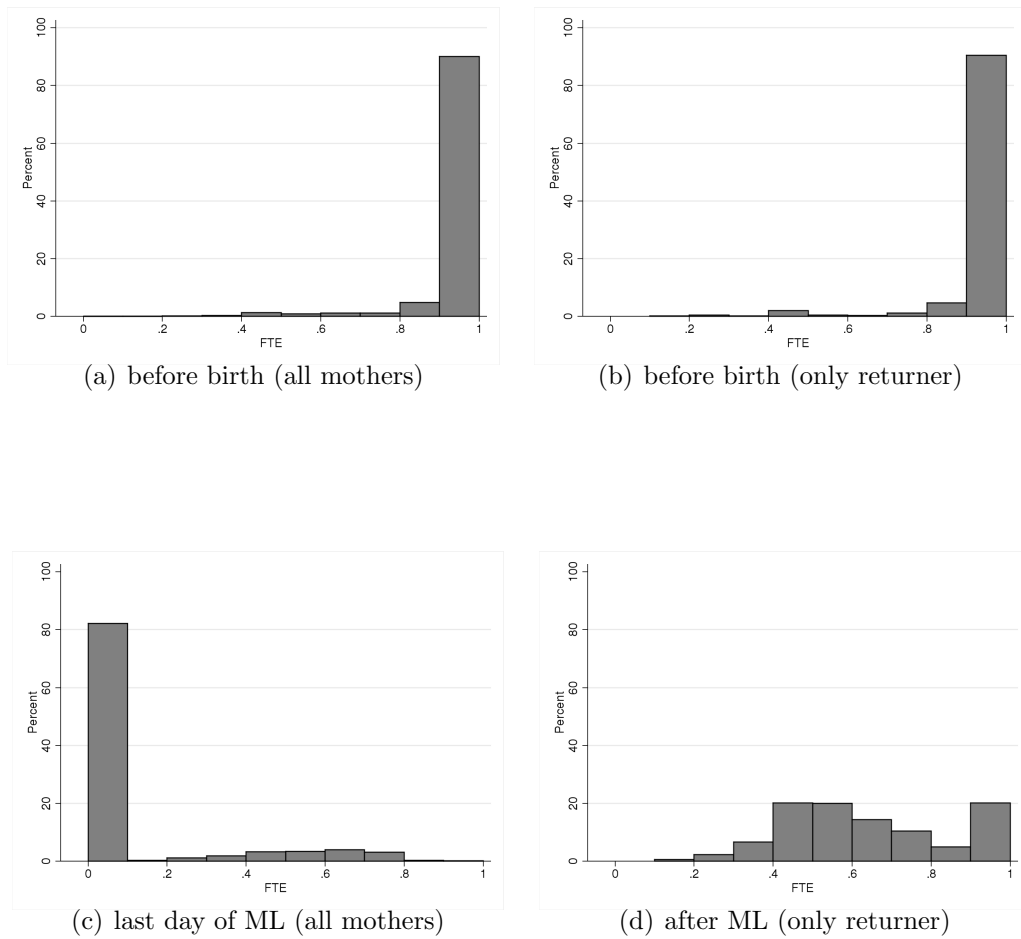 100
80
60
40
20
0
Percent
0 .2 .4 .6 .8 1
FTE
(a) before birth (all mothers)
100
80
60
40
20
0
Percent
0 .2 .4 .6 .8 1
FTE
(b) before birth (only returner)
100
80
60
40
20
0
Percent
0 .2 .4 .6 .8 1
FTE
(c) last day of ML (all mothers)
100
80
60
40
20
0
Percent
0 .2 .4 .6 .8 1
FTE
(d) after ML (only returner)